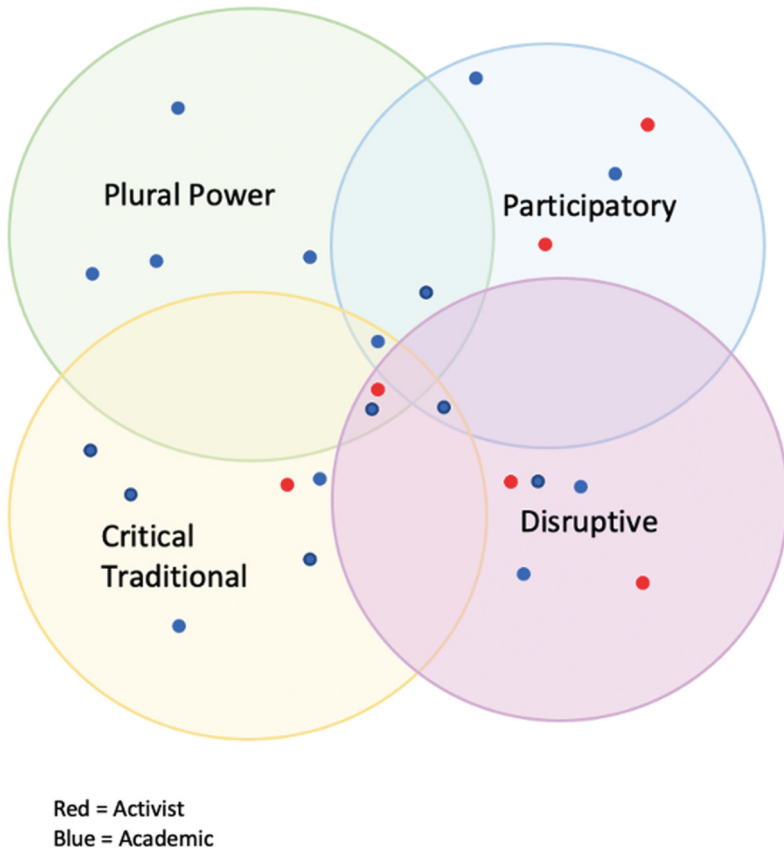 Plural Power
Participatory
Critical
Traditional
Disruptive
Red = Activist
Blue = Academic